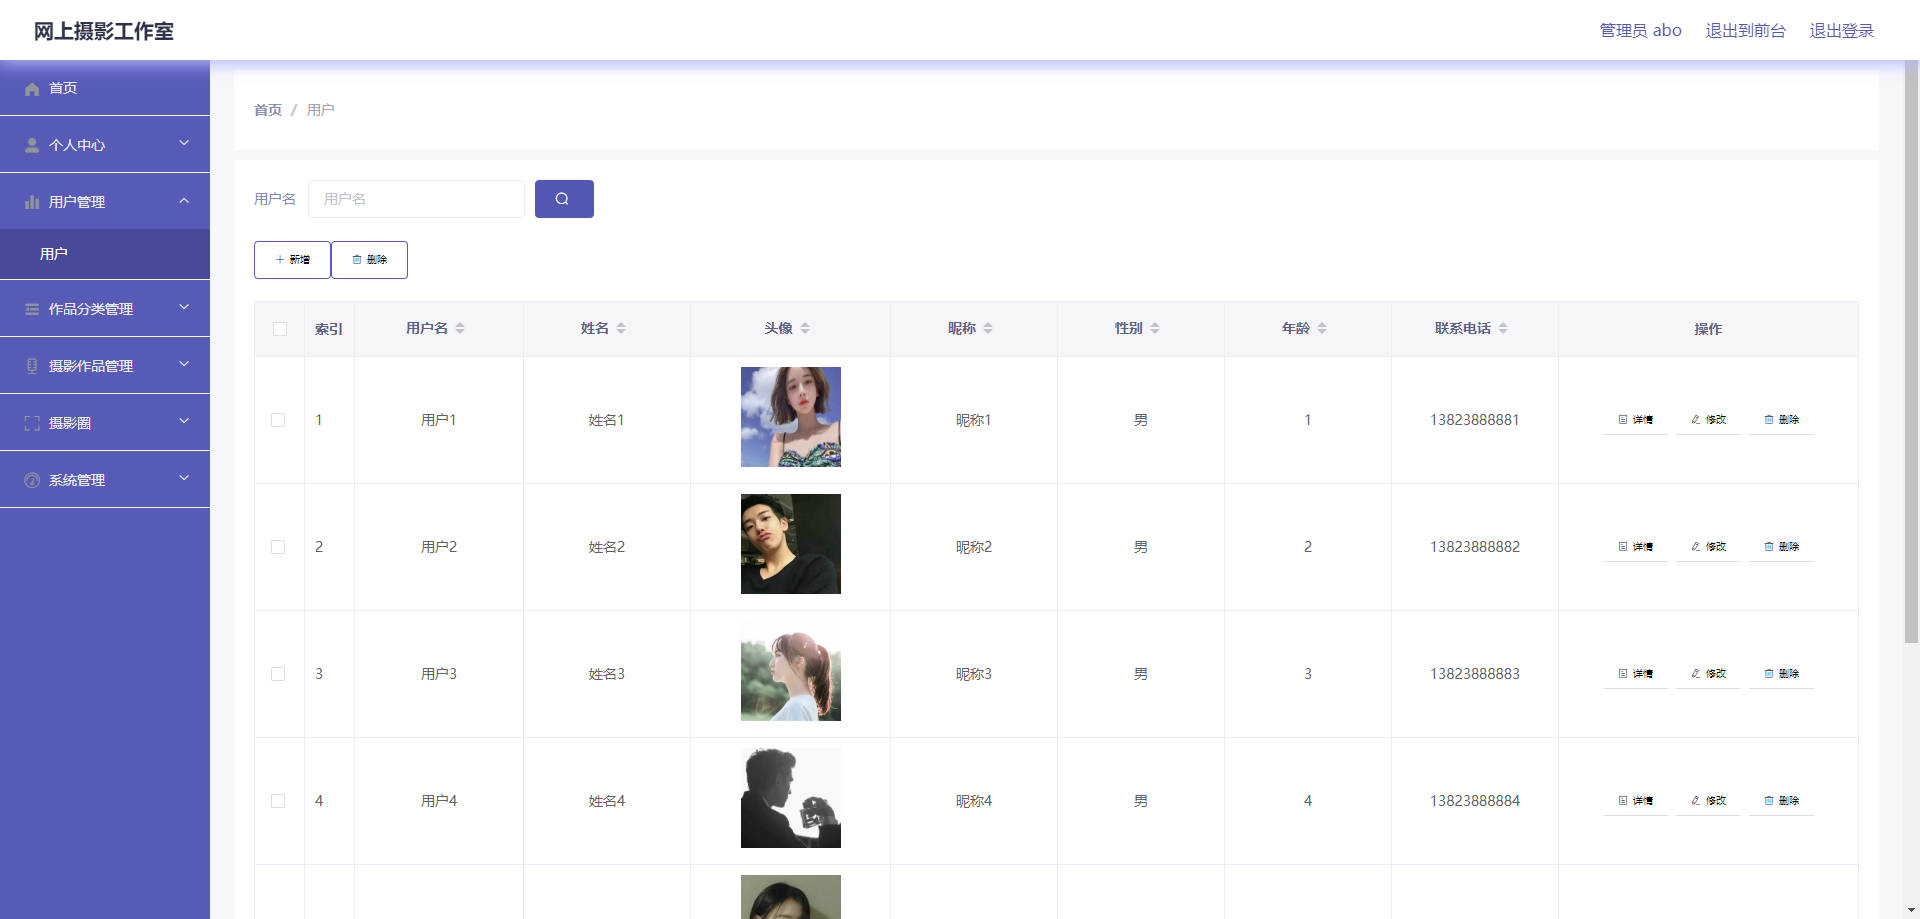 网上摄影工作室
管理员 abo 退出到前台 退出登录
首页
个人中心
用户管理
用户
作品分类管理
摄影作品管理
摄影圈
系统管理
首页 / 用户
用户名 用户名
新增 删除
索引 用户名 姓名 头像 昵称 性别 年龄 联系电话 操作
1 用户1 姓名1 昵称1 男 1 13823888881 详情 修改 删除
2 用户2 姓名2 昵称2 男 2 13823888882 详情 修改 删除
3 用户3 姓名3 昵称3 男 3 13823888883 详情 修改 删除
4 用户4 姓名4 昵称4 男 4 13823888884 详情 修改 删除